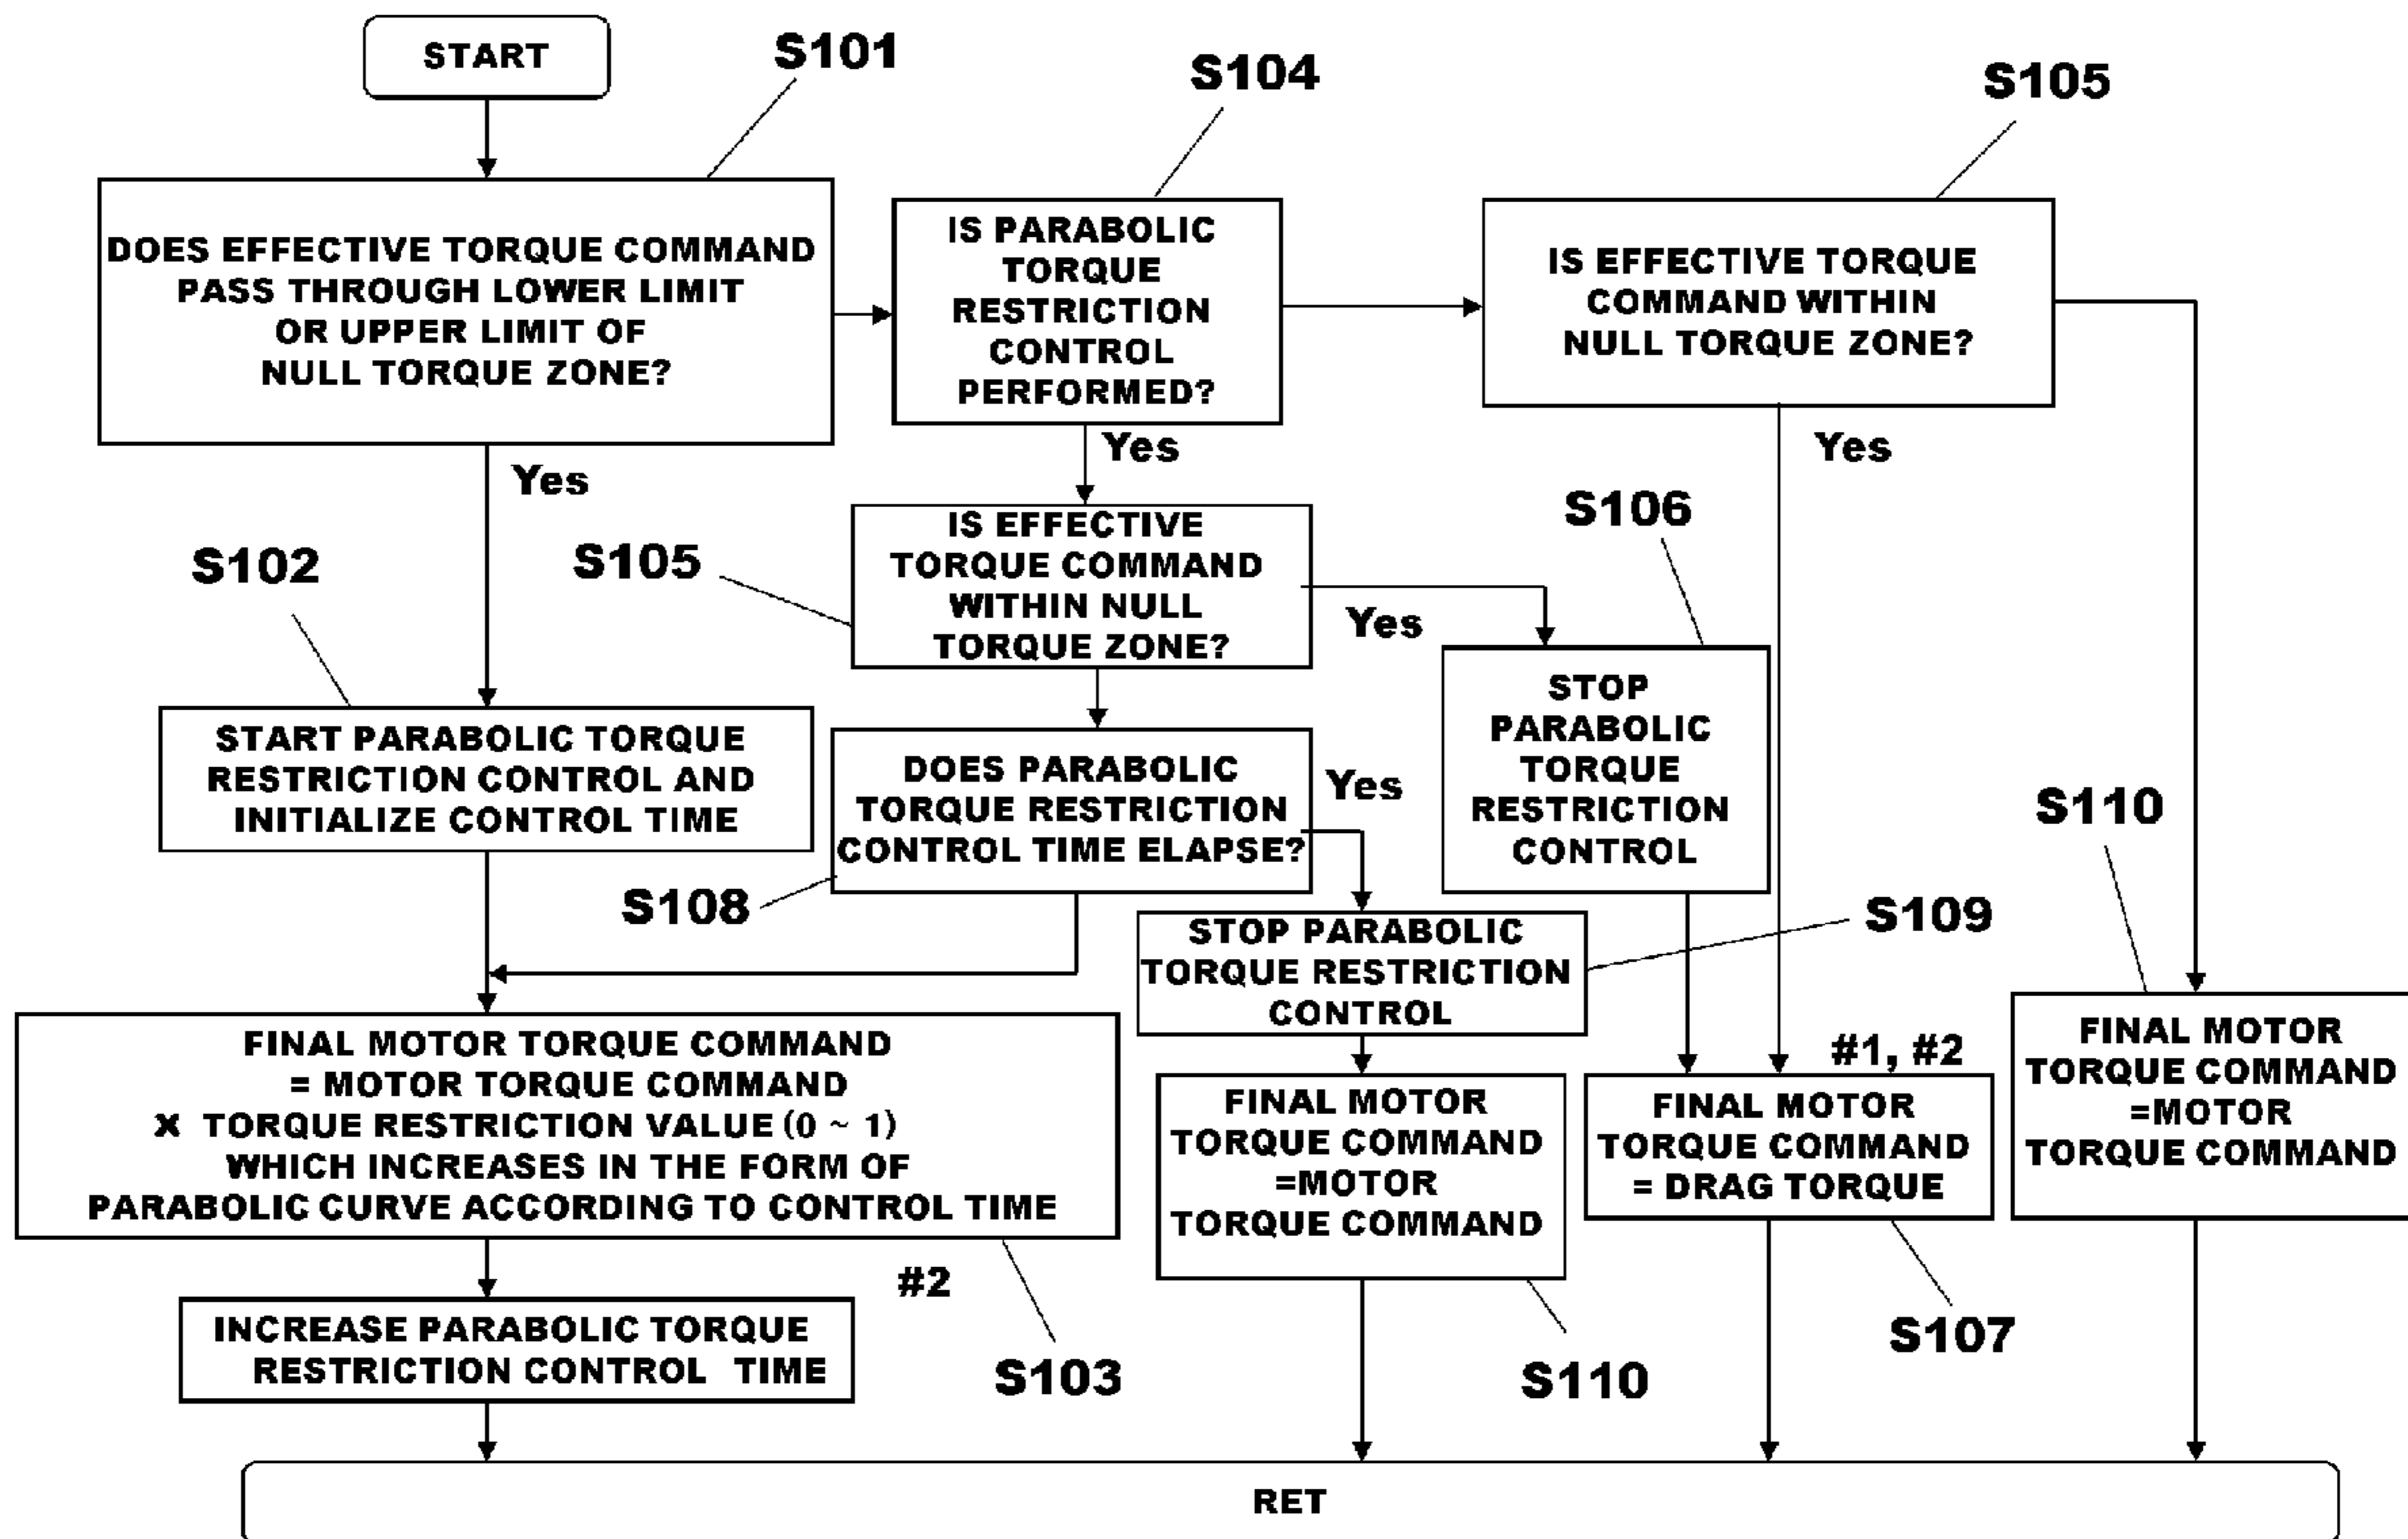 START
S101
S104
S105
DOES EFFECTIVE TORQUE COMMAND
PASS THROUGH LOWER LIMIT
OR UPPER LIMIT OF
NULL TORQUE ZONE?
IS PARABOLIC
TORQUE
RESTRICTION
CONTROL
PERFORMED?
IS EFFECTIVE TORQUE
COMMAND WITHIN
NULL TORQUE ZONE?
Yes
Yes
Yes
S102
S105
IS EFFECTIVE
TORQUE COMMAND
WITHIN NULL
TORQUE ZONE?
Yes
S106
STOP
PARABOLIC
TORQUE
RESTRICTION
CONTROL
START PARABOLIC TORQUE
RESTRICTION CONTROL AND
INITIALIZE CONTROL TIME
DOES PARABOLIC
TORQUE RESTRICTION
CONTROL TIME ELAPSE?
Yes
S108
S110
S109
STOP PARABOLIC
TORQUE RESTRICTION
CONTROL
FINAL MOTOR TORQUE COMMAND
= MOTOR TORQUE COMMAND
X TORQUE RESTRICTION VALUE (0 ~ 1)
WHICH INCREASES IN THE FORM OF
PARABOLIC CURVE ACCORDING TO CONTROL TIME
FINAL MOTOR
TORQUE COMMAND
=MOTOR
TORQUE COMMAND
#1, #2
FINAL MOTOR
TORQUE COMMAND
= DRAG TORQUE
FINAL MOTOR
TORQUE COMMAND
=MOTOR
TORQUE COMMAND
#2
INCREASE PARABOLIC TORQUE
RESTRICTION CONTROL TIME
S103
S110
S107
RET